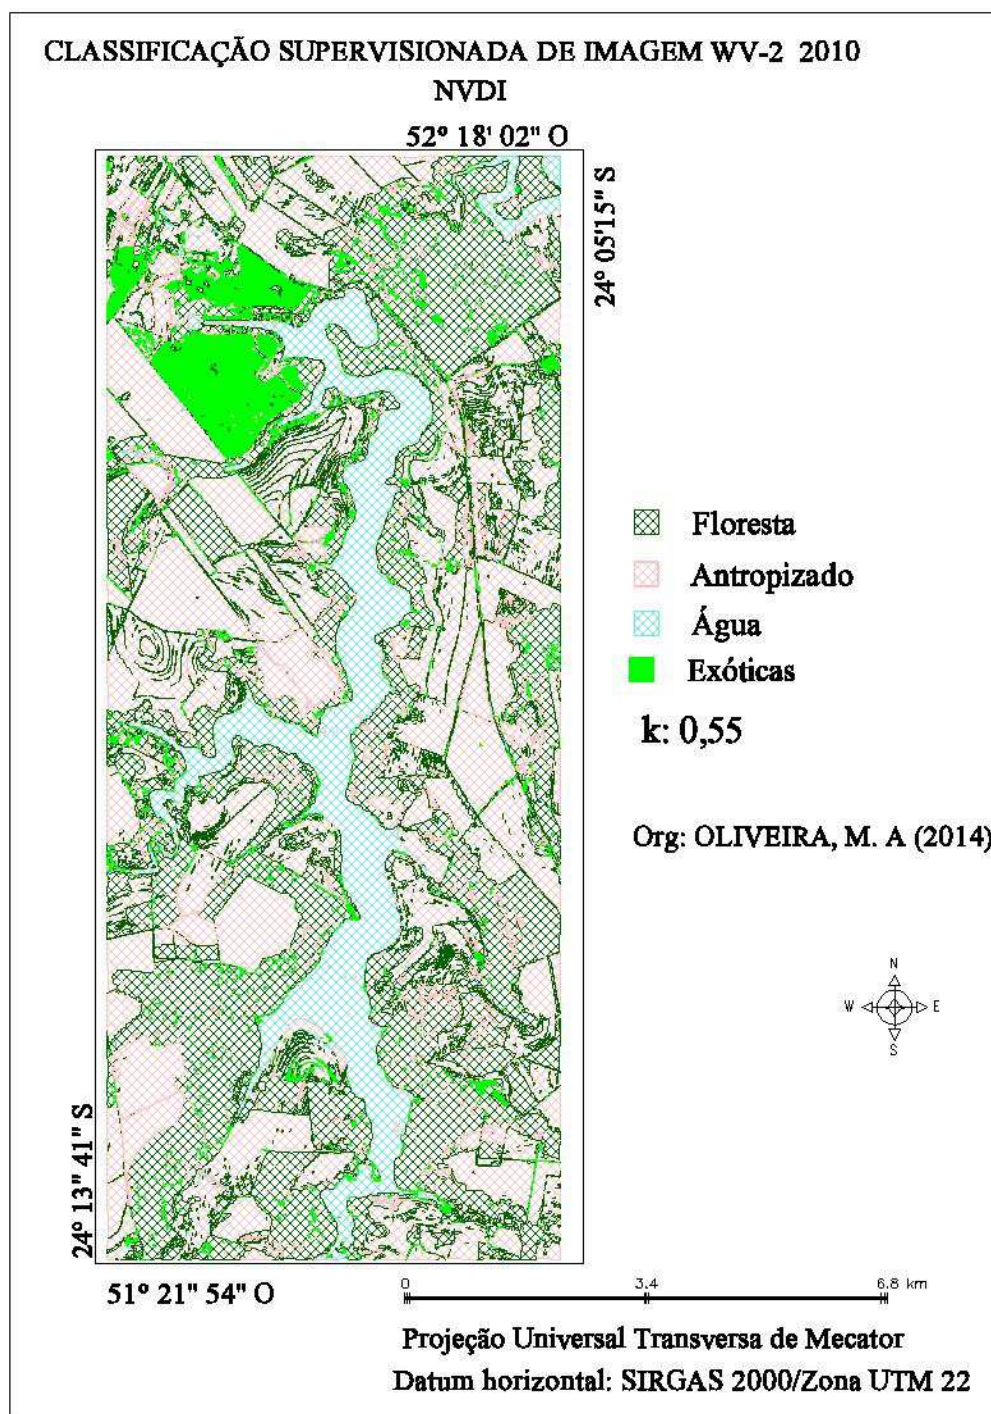 CLASSIFICAÇÃO SUPERVISIONADA DE IMAGEM WV-2 2010
NVDI
52º 18' 02" O
24º 05'15" S
Floresta
Antropizado
Água
Exóticas
k: 0,55
Org: OLIVEIRA, M. A (2014)
N
W E
S
24º 13" 41" S
51º 21" 54" O
0 3.4 6.8 km
Projeção Universal Transversa de Mecator
Datum horizontal: SIRGAS 2000/Zona UTM 22